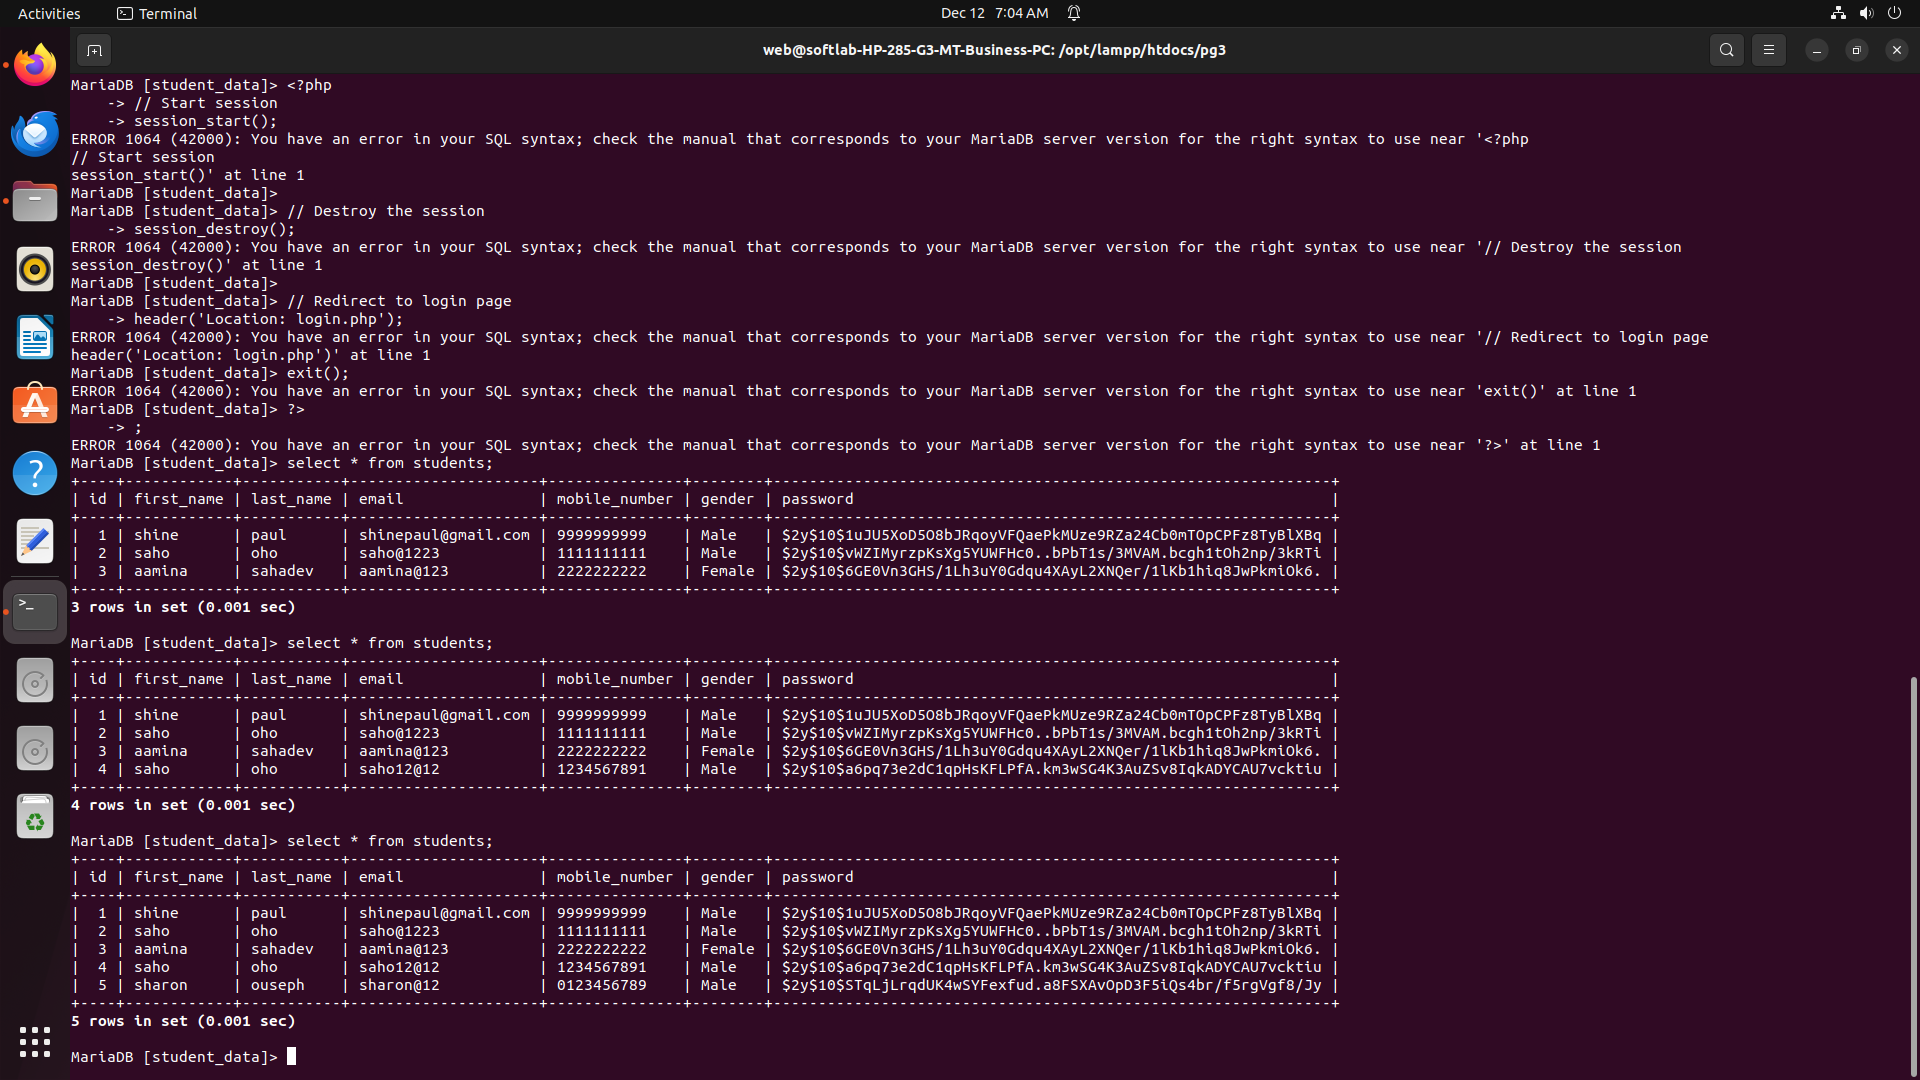 Activities Terminal Dec 12 7:04 AM
web@softlab-HP-285-G3-MT-Business-PC: /opt/lampp/htdocs/pg3
MariaDB [student_data]> <?php
    -> // Start session
    -> session_start();
ERROR 1064 (42000): You have an error in your SQL syntax; check the manual that corresponds to your MariaDB server version for the right syntax to use near '<?php
// Start session
session_start()' at line 1
MariaDB [student_data]>
MariaDB [student_data]> // Destroy the session
    -> session_destroy();
ERROR 1064 (42000): You have an error in your SQL syntax; check the manual that corresponds to your MariaDB server version for the right syntax to use near '// Destroy the session
session_destroy()' at line 1
MariaDB [student_data]>
MariaDB [student_data]> // Redirect to login page
    -> header('Location: login.php');
ERROR 1064 (42000): You have an error in your SQL syntax; check the manual that corresponds to your MariaDB server version for the right syntax to use near '// Redirect to login page
header('Location: login.php')' at line 1
MariaDB [student_data]> exit();
ERROR 1064 (42000): You have an error in your SQL syntax; check the manual that corresponds to your MariaDB server version for the right syntax to use near 'exit()' at line 1
MariaDB [student_data]> ?>
    -> ;
ERROR 1064 (42000): You have an error in your SQL syntax; check the manual that corresponds to your MariaDB server version for the right syntax to use near '?>' at line 1
MariaDB [student_data]> select * from students;
+----+------------+-----------+---------------------+---------------+--------+--------------------------------------------------------------+
| id | first_name | last_name | email               | mobile_number | gender | password                                                     |
+----+------------+-----------+---------------------+---------------+--------+--------------------------------------------------------------+
|  1 | shine      | paul      | shinepaul@gmail.com | 9999999999    | Male   | $2y$10$1uJU5XoD5O8bJRqoyVFQaePkMUze9RZa24Cb0mTOpCPFz8TyBlXBq |
|  2 | saho       | oho       | saho@1223           | 1111111111    | Male   | $2y$10$vWZIMyrzpKsXg5YUWFHc0..bPbT1s/3MVAM.bcgh1tOh2np/3kRTi |
|  3 | aamina     | sahadev   | aamina@123          | 2222222222    | Female | $2y$10$6GE0Vn3GHS/1Lh3uY0Gdqu4XAyL2XNQer/1lKb1hiq8JwPkmiOk6. |
+----+------------+-----------+---------------------+---------------+--------+--------------------------------------------------------------+
3 rows in set (0.001 sec)
MariaDB [student_data]> select * from students;
+----+------------+-----------+---------------------+---------------+--------+--------------------------------------------------------------+
| id | first_name | last_name | email               | mobile_number | gender | password                                                     |
+----+------------+-----------+---------------------+---------------+--------+--------------------------------------------------------------+
|  1 | shine      | paul      | shinepaul@gmail.com | 9999999999    | Male   | $2y$10$1uJU5XoD5O8bJRqoyVFQaePkMUze9RZa24Cb0mTOpCPFz8TyBlXBq |
|  2 | saho       | oho       | saho@1223           | 1111111111    | Male   | $2y$10$vWZIMyrzpKsXg5YUWFHc0..bPbT1s/3MVAM.bcgh1tOh2np/3kRTi |
|  3 | aamina     | sahadev   | aamina@123          | 2222222222    | Female | $2y$10$6GE0Vn3GHS/1Lh3uY0Gdqu4XAyL2XNQer/1lKb1hiq8JwPkmiOk6. |
|  4 | saho       | oho       | saho12@12           | 1234567891    | Male   | $2y$10$a6pq73e2dC1qpHsKFLPfA.km3wSG4K3AuZSv8IqkADYCAU7vcktiu |
+----+------------+-----------+---------------------+---------------+--------+--------------------------------------------------------------+
4 rows in set (0.001 sec)
MariaDB [student_data]> select * from students;
+----+------------+-----------+---------------------+---------------+--------+--------------------------------------------------------------+
| id | first_name | last_name | email               | mobile_number | gender | password                                                     |
+----+------------+-----------+---------------------+---------------+--------+--------------------------------------------------------------+
|  1 | shine      | paul      | shinepaul@gmail.com | 9999999999    | Male   | $2y$10$1uJU5XoD5O8bJRqoyVFQaePkMUze9RZa24Cb0mTOpCPFz8TyBlXBq |
|  2 | saho       | oho       | saho@1223           | 1111111111    | Male   | $2y$10$vWZIMyrzpKsXg5YUWFHc0..bPbT1s/3MVAM.bcgh1tOh2np/3kRTi |
|  3 | aamina     | sahadev   | aamina@123          | 2222222222    | Female | $2y$10$6GE0Vn3GHS/1Lh3uY0Gdqu4XAyL2XNQer/1lKb1hiq8JwPkmiOk6. |
|  4 | saho       | oho       | saho12@12           | 1234567891    | Male   | $2y$10$a6pq73e2dC1qpHsKFLPfA.km3wSG4K3AuZSv8IqkADYCAU7vcktiu |
|  5 | sharon     | ouseph    | sharon@12           | 0123456789    | Male   | $2y$10$STqLjLrqdUK4wSYFexfud.a8FSXAvOpD3F5iQs4br/f5rgVgf8/Jy |
+----+------------+-----------+---------------------+---------------+--------+--------------------------------------------------------------+
5 rows in set (0.001 sec)
MariaDB [student_data]>